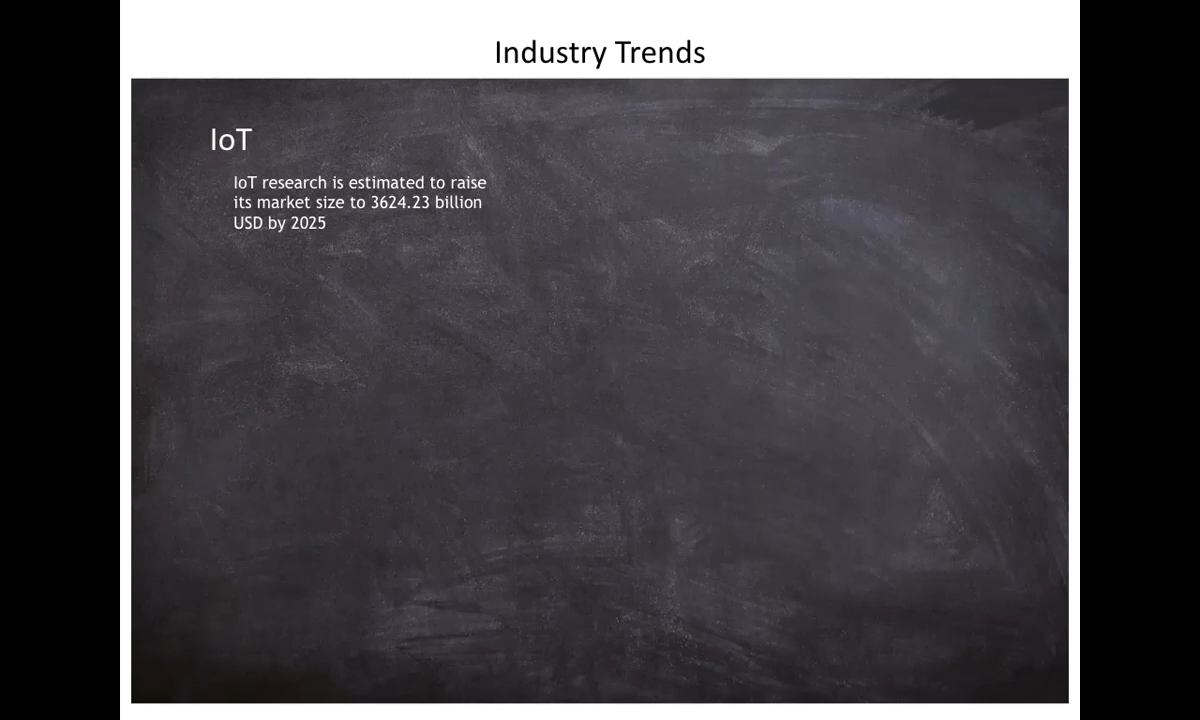 Industry Trends
IoT
IoT research is estimated to raise
its market size to 3624.23 billion
USD by 2025